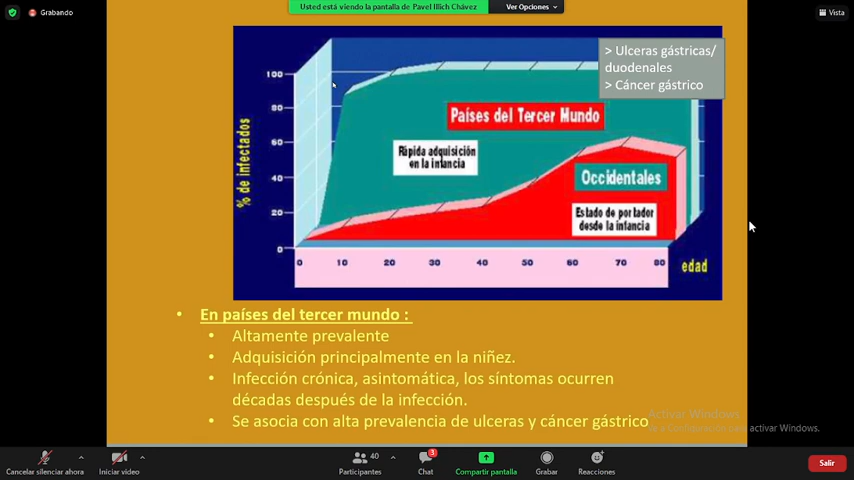 Grabando
Usted está viendo la pantalla de Pavel Illich Chávez
Ver Opciones
Vista
> Ulceras gástricas/
duodenales
> Cáncer gástrico
100
80
60
40
20
0
% de infectados
Países del Tercer Mundo
Rápida adquisición
en la infancia
Occidentales
Estado de portador
desde la infancia
0 10 20 30 40 50 60 70 80
edad
• En países del tercer mundo :
• Altamente prevalente
• Adquisición principalmente en la niñez.
• Infección crónica, asintomática, los síntomas ocurren
décadas después de la infección.
• Se asocia con alta prevalencia de ulceras y cáncer gástrico
Activar Windows
Ve a Configuración para activar Windows.
Cancelar silenciar ahora
Iniciar video
40
Participantes
3
Chat
Compartir pantalla
Grabar
Reacciones
Salir